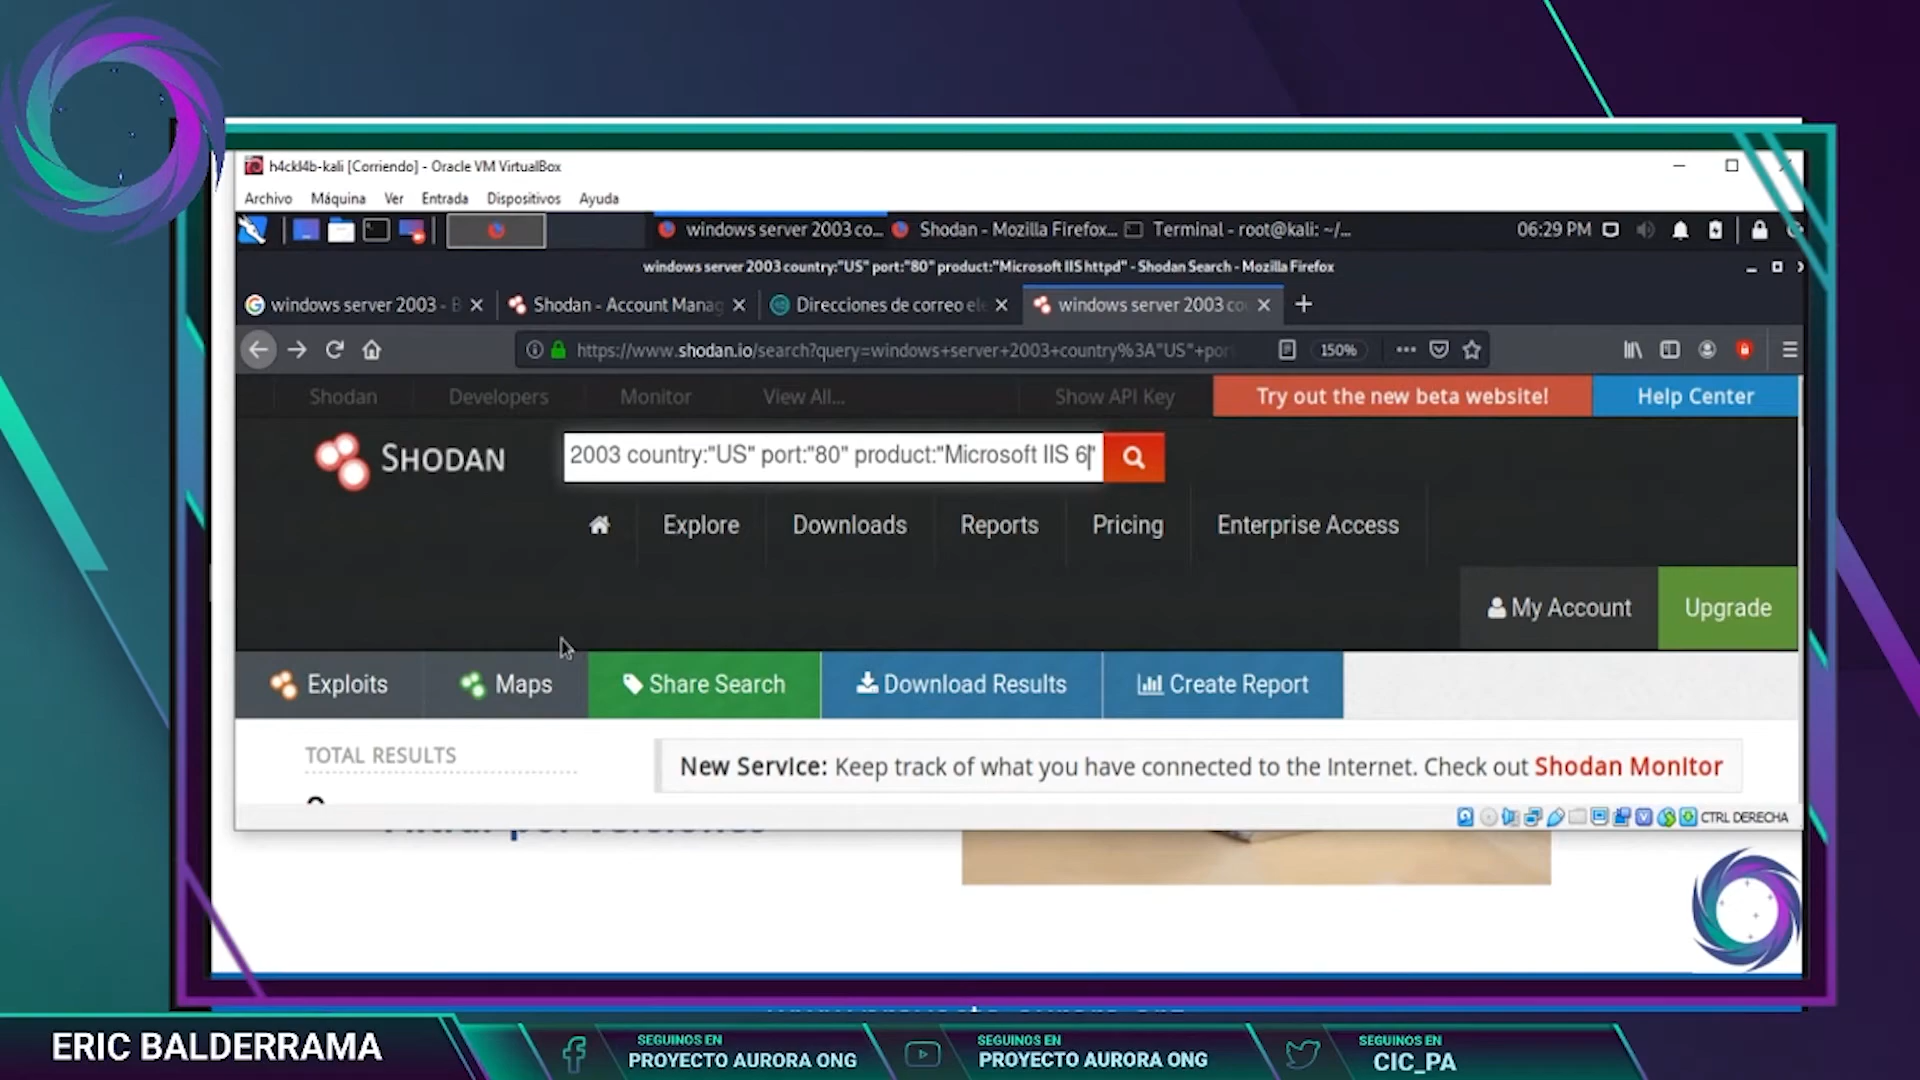 h4ckl4b-kali [Corriendo] - Oracle VM VirtualBox
Archivo Máquina Ver Entrada Dispositivos Ayuda
windows server 2003 co... Shodan - Mozilla Firefox... Terminal - root@kali: ~/... 06:29 PM
windows server 2003 country:"US" port:"80" product:"Microsoft IIS httpd" - Shodan Search - Mozilla Firefox
windows server 2003 - B Shodan - Account Manag Direcciones de correo ele windows server 2003 co
https://www.shodan.io/search?query=windows+server+2003+country%3A"US"+por 150%
Shodan Developers Monitor View All... Show API Key Try out the new beta website! Help Center
SHODAN 2003 country:"US" port:"80" product:"Microsoft IIS 6"
Explore Downloads Reports Pricing Enterprise Access
My Account Upgrade
Exploits Maps Share Search Download Results Create Report
TOTAL RESULTS
New Service: Keep track of what you have connected to the Internet. Check out Shodan Monitor
CTRL DERECHA
ERIC BALDERRAMA
SEGUINOS EN
PROYECTO AURORA ONG
SEGUINOS EN
PROYECTO AURORA ONG
SEGUINOS EN
CIC_PA